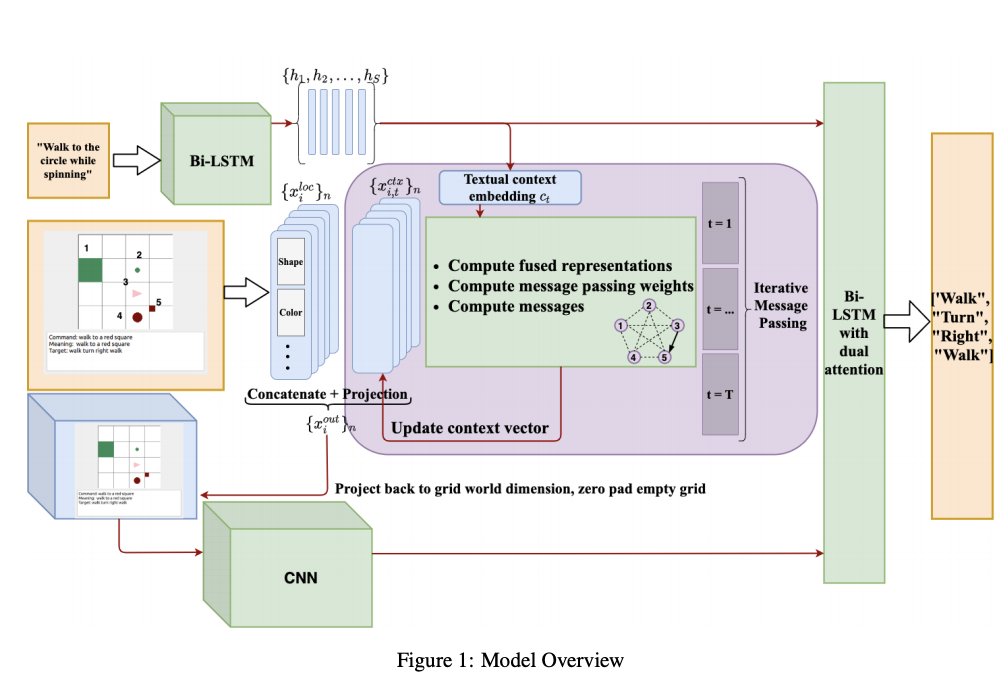 {h₁, h₂, . . . , h_S}
"Walk to the
circle while
spinning"
Bi-LSTM
{x_i^{loc}}_n
{x_{i,t}^{ctx}}_n
Textual context
embedding c_t
Shape
Color
• Compute fused representations
• Compute message passing weights
• Compute messages
1
2
3
4
5
t = 1
t = ...
t = T
Iterative
Message
Passing
1
2
3
4
5
Command: walk to a red square
Meaning: walk to a red square
Target: walk turn right walk
Concatenate + Projection
{x_i^{out}}_n
Update context vector
Bi-
LSTM
with
dual
attention
['Walk",
"Turn",
"Right",
"Walk"]
Command: walk to a red square
Meaning: walk to a red square
Target: walk turn right walk
Project back to grid world dimension, zero pad empty grid
CNN
Figure 1: Model Overview